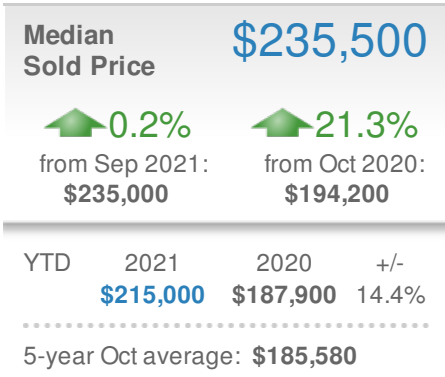 Median $235,500
Sold Price
0.2% 21.3%
from Sep 2021: from Oct 2020:
$235,000 $194,200
YTD 2021 2020 +/-
$215,000 $187,900 14.4%
5-year Oct average: $185,580